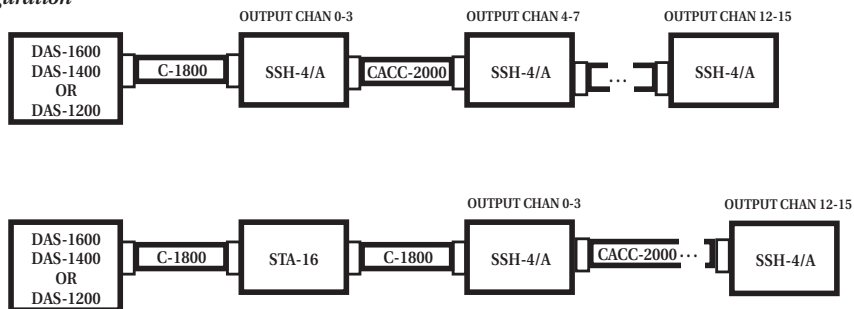 OUTPUT CHAN 0-3 OUTPUT CHAN 4-7 OUTPUT CHAN 12-15
DAS-1600
DAS-1400
OR
DAS-1200
C-1800
SSH-4/A
CACC-2000
SSH-4/A
...
SSH-4/A
OUTPUT CHAN 0-3 OUTPUT CHAN 12-15
DAS-1600
DAS-1400
OR
DAS-1200
C-1800
STA-16
C-1800
SSH-4/A
CACC-2000 ...
SSH-4/A